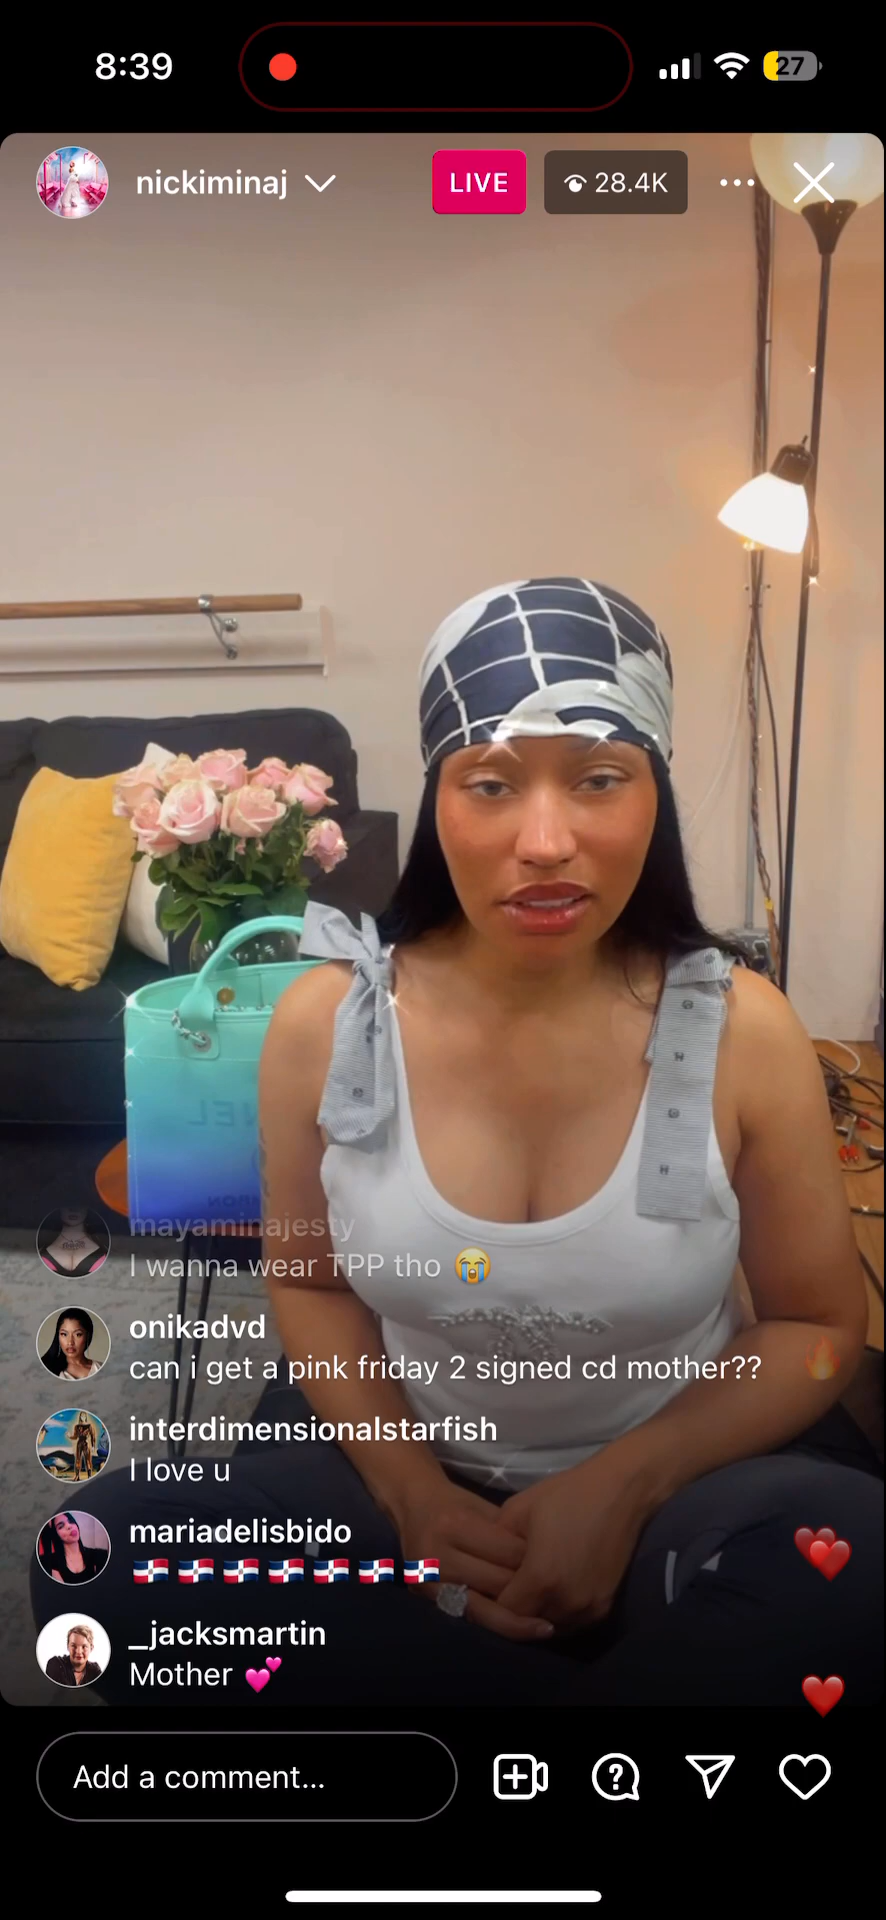 8:39
27
nickiminaj
LIVE
28.4K
mayaminajesty
I wanna wear TPP tho 😭
onikadvd
can i get a pink friday 2 signed cd mother??
interdimensionalstarfish
I love u
mariadelisbido
🇩🇴 🇩🇴 🇩🇴 🇩🇴 🇩🇴 🇩🇴 🇩🇴
_jacksmartin
Mother 💕
Add a comment...